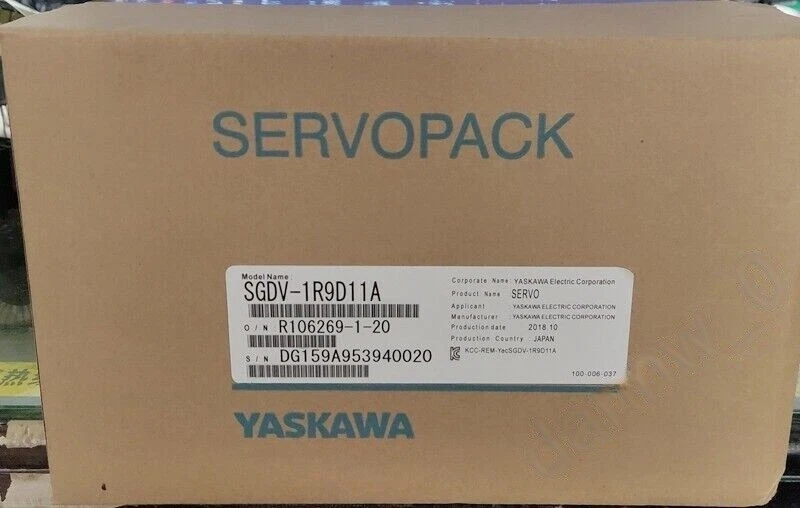 SERVOPACK
Model Name :
SGDV-1R9D11A
O / N R106269-1-20
S / N DG159A953940020
Corporate Name : YASKAWA Electric Corporation
Product Name SERVO
Applicant : YASKAWA ELECTRIC CORPORATION
Manufacturer : YASKAWA ELECTRIC CORPORATION
Production date 2018.10
Production Country : JAPAN
KCC-REM-YacSGDV-1R9D11A
100-006-037
YASKAWA
热